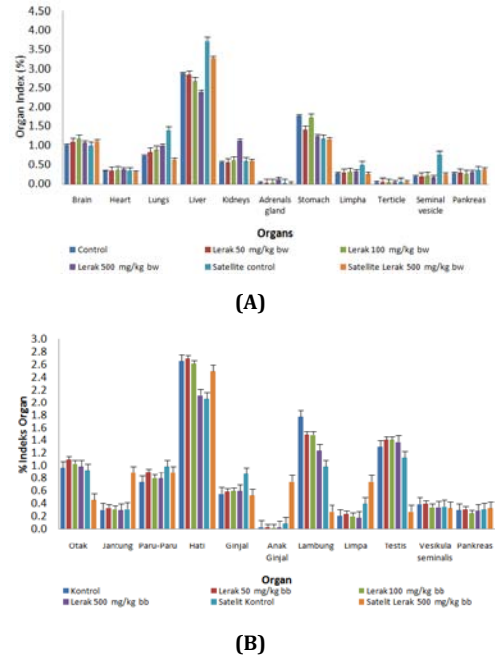 (A)
Organ Index (%)
4.50
4.00
3.50
3.00
2.50
2.00
1.50
1.00
0.50
0.00
Brain Heart Lungs Liver Kidneys Adrenals gland Stomach Limpha Terticle Seminal vesicle Pankreas
Organs
Control Lerak 50 mg/kg bw Lerak 100 mg/kg bw
Lerak 500 mg/kg bw Satellite control Satellite Lerak 500 mg/kg bw
(A)
% Indeks Organ
3.0
2.8
2.6
2.4
2.2
2.0
1.8
1.6
1.4
1.2
1.0
0.8
0.6
0.4
0.2
0.0
Otak Jantung Paru-Paru Hati Ginjal Anak Ginjal Lambung Limpa Testis Vesikula seminalis Pankreas
Organ
Kontrol Lerak 50 mg/kg bb Lerak 100 mg/kg bb
Lerak 500 mg/kg bb Satelit Kontrol Satelit Lerak 500 mg/kg bb
(B)